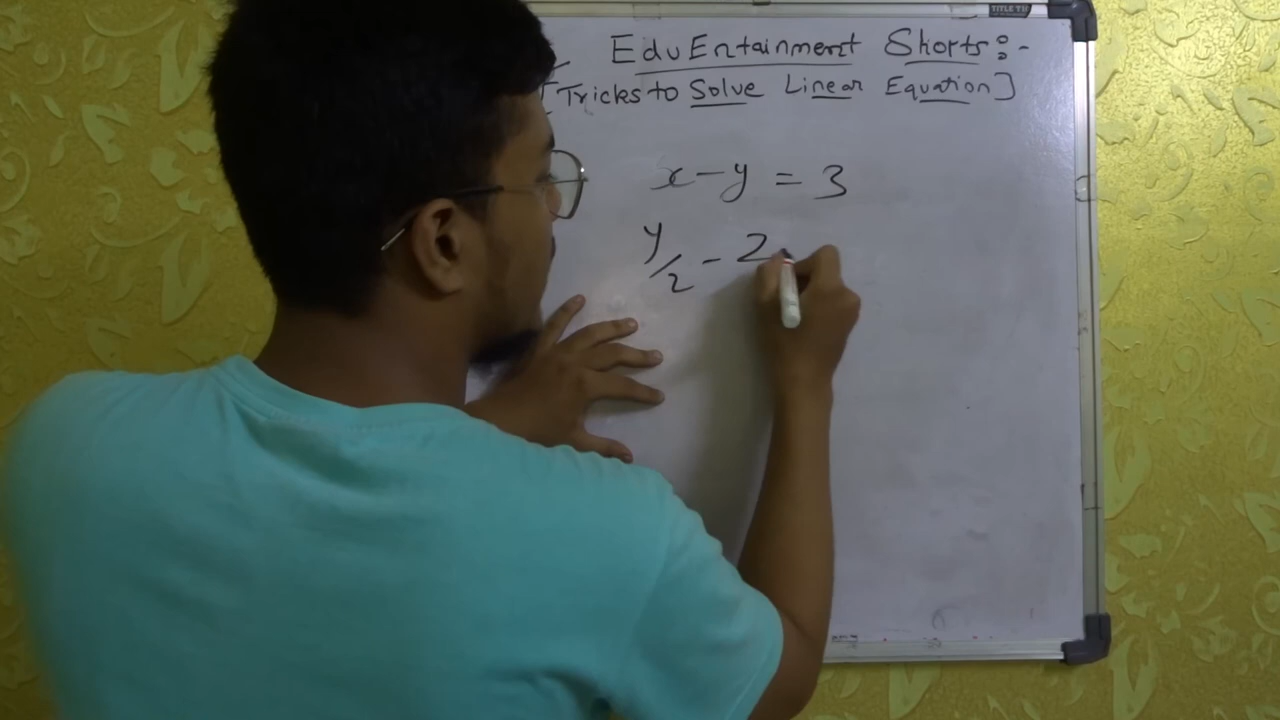 EduEntainment Shorts:-
[Tricks to Solve Linear Equation]
x-y = 3
y/2 - 2